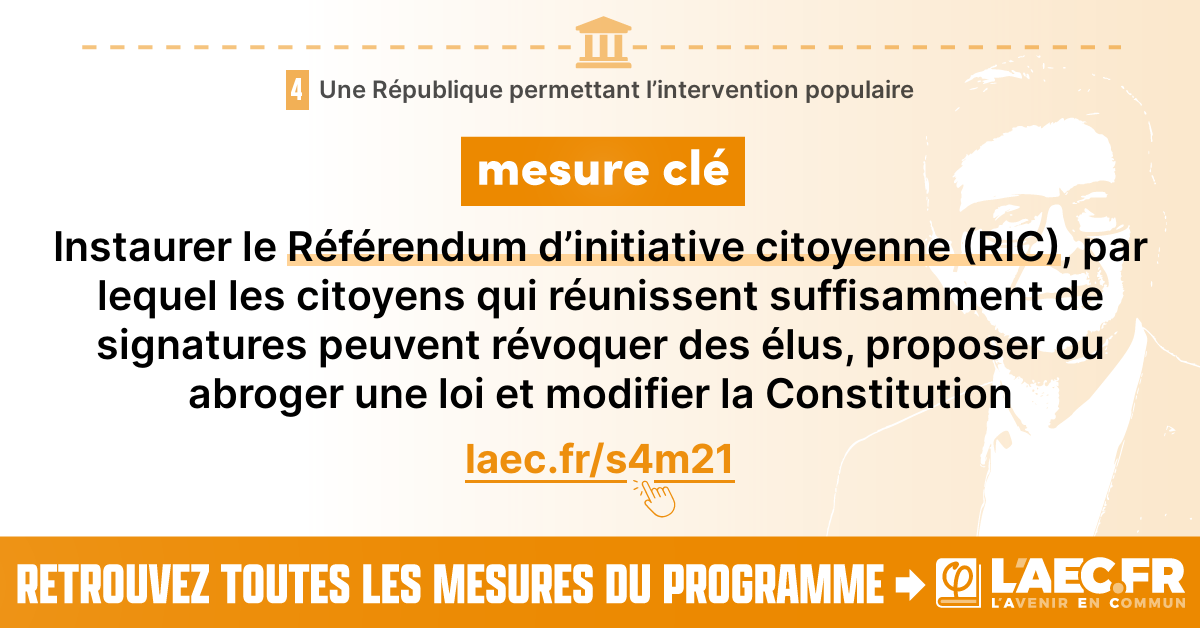 4 Une République permettant l’intervention populaire
mesure clé
Instaurer le Référendum d’initiative citoyenne (RIC), par
lequel les citoyens qui réunissent suffisamment de
signatures peuvent révoquer des élus, proposer ou
abroger une loi et modifier la Constitution
laec.fr/s4m21
RETROUVEZ TOUTES LES MESURES DU PROGRAMME
φ L’AEC.FR
L’AVENIR EN COMMUN